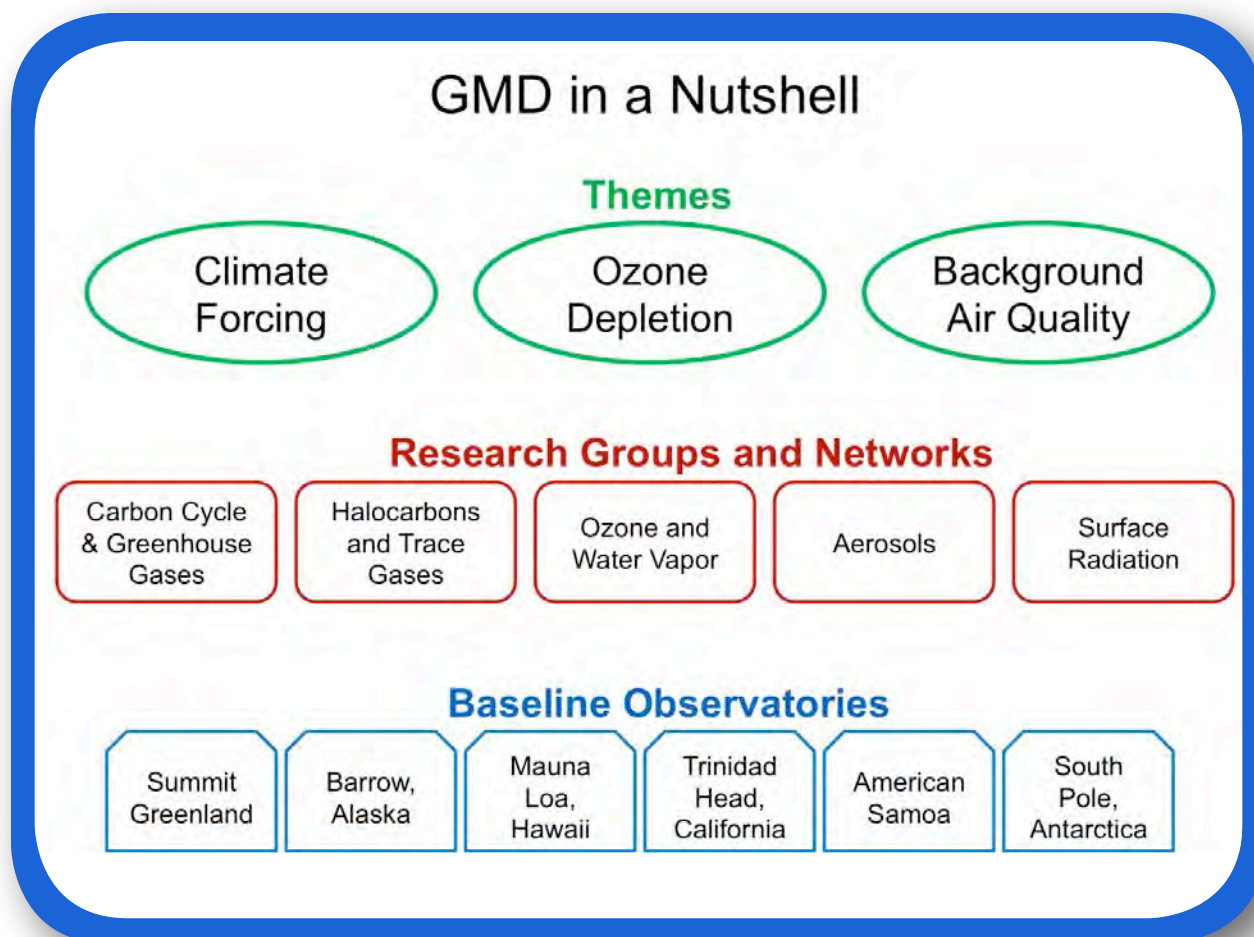 GMD in a Nutshell
Themes
Climate
Forcing
Ozone
Depletion
Background
Air Quality
Research Groups and Networks
Carbon Cycle
& Greenhouse
Gases
Halocarbons
and Trace
Gases
Ozone and
Water Vapor
Aerosols
Surface
Radiation
Baseline Observatories
Summit
Greenland
Barrow,
Alaska
Mauna
Loa,
Hawaii
Trinidad
Head,
California
American
Samoa
South
Pole,
Antarctica